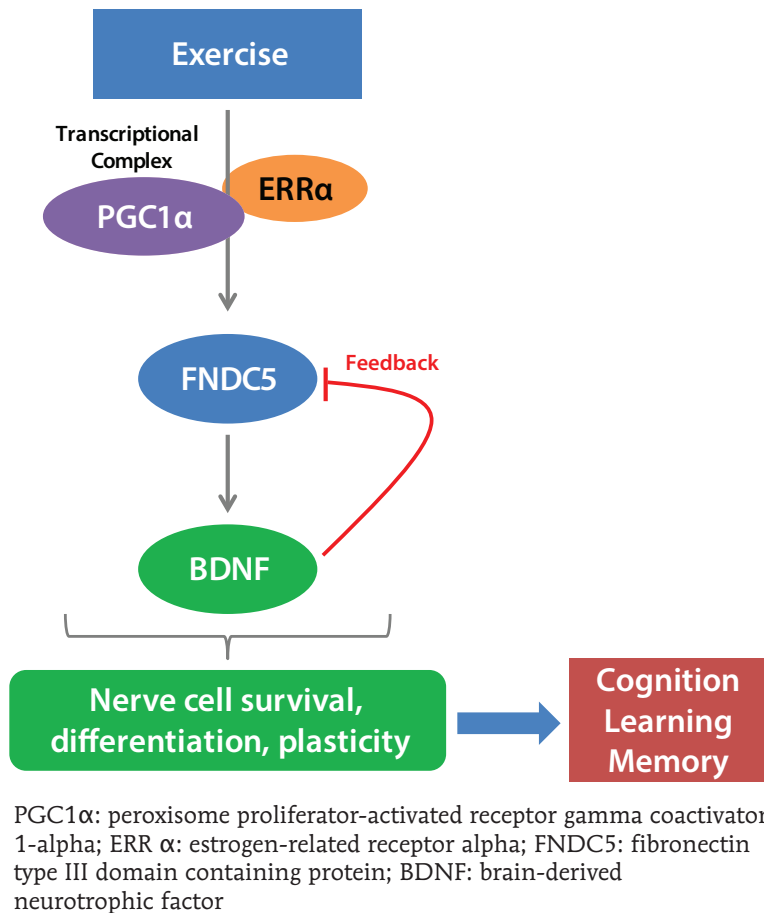 Exercise
Transcriptional
Complex
ERRα
PGC1α
Feedback
FNDC5
BDNF
Nerve cell survival,
differentiation, plasticity
Cognition
Learning
Memory
PGC1α: peroxisome proliferator-activated receptor gamma coactivator
1-alpha; ERR α: estrogen-related receptor alpha; FNDC5: fibronectin
type III domain containing protein; BDNF: brain-derived
neurotrophic factor